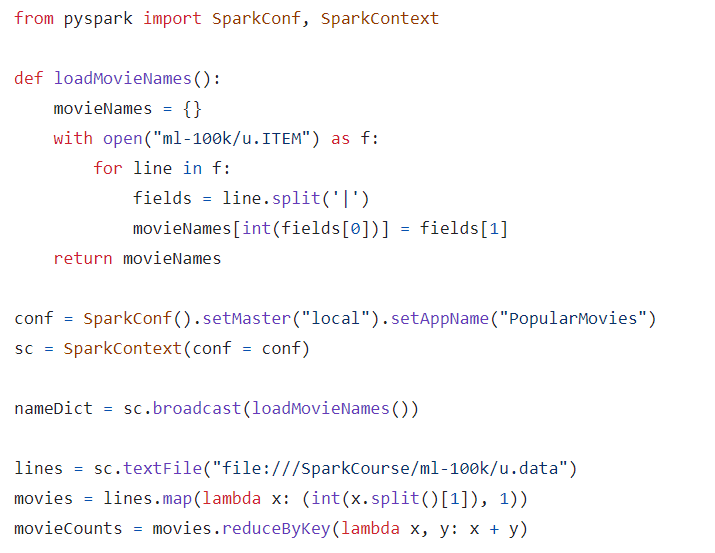 from pyspark import SparkConf, SparkContext
def loadMovieNames():
    movieNames = {}
    with open("ml-100k/u.ITEM") as f:
        for line in f:
            fields = line.split('|')
            movieNames[int(fields[0])] = fields[1]
    return movieNames
conf = SparkConf().setMaster("local").setAppName("PopularMovies")
sc = SparkContext(conf = conf)
nameDict = sc.broadcast(loadMovieNames())
lines = sc.textFile("file:///SparkCourse/ml-100k/u.data")
movies = lines.map(lambda x: (int(x.split()[1]), 1))
movieCounts = movies.reduceByKey(lambda x, y: x + y)